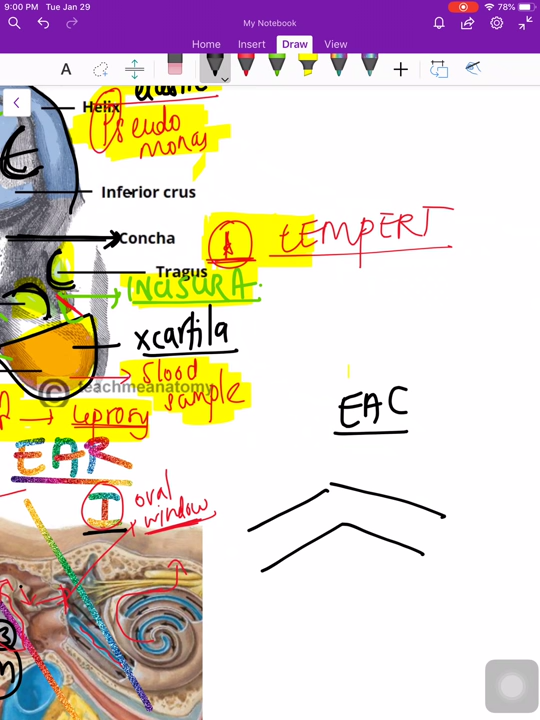 9:00 PM Tue Jan 29
78%
My Notebook
Home Insert Draw View
A
Helix
Pseudo
monas
Inferior crus
tEMPERT
Concha
Tragus
INCISURA
xcartila
teachmeanatomy
blood
sample
Leprory
EAC
EAR
I
oval
window